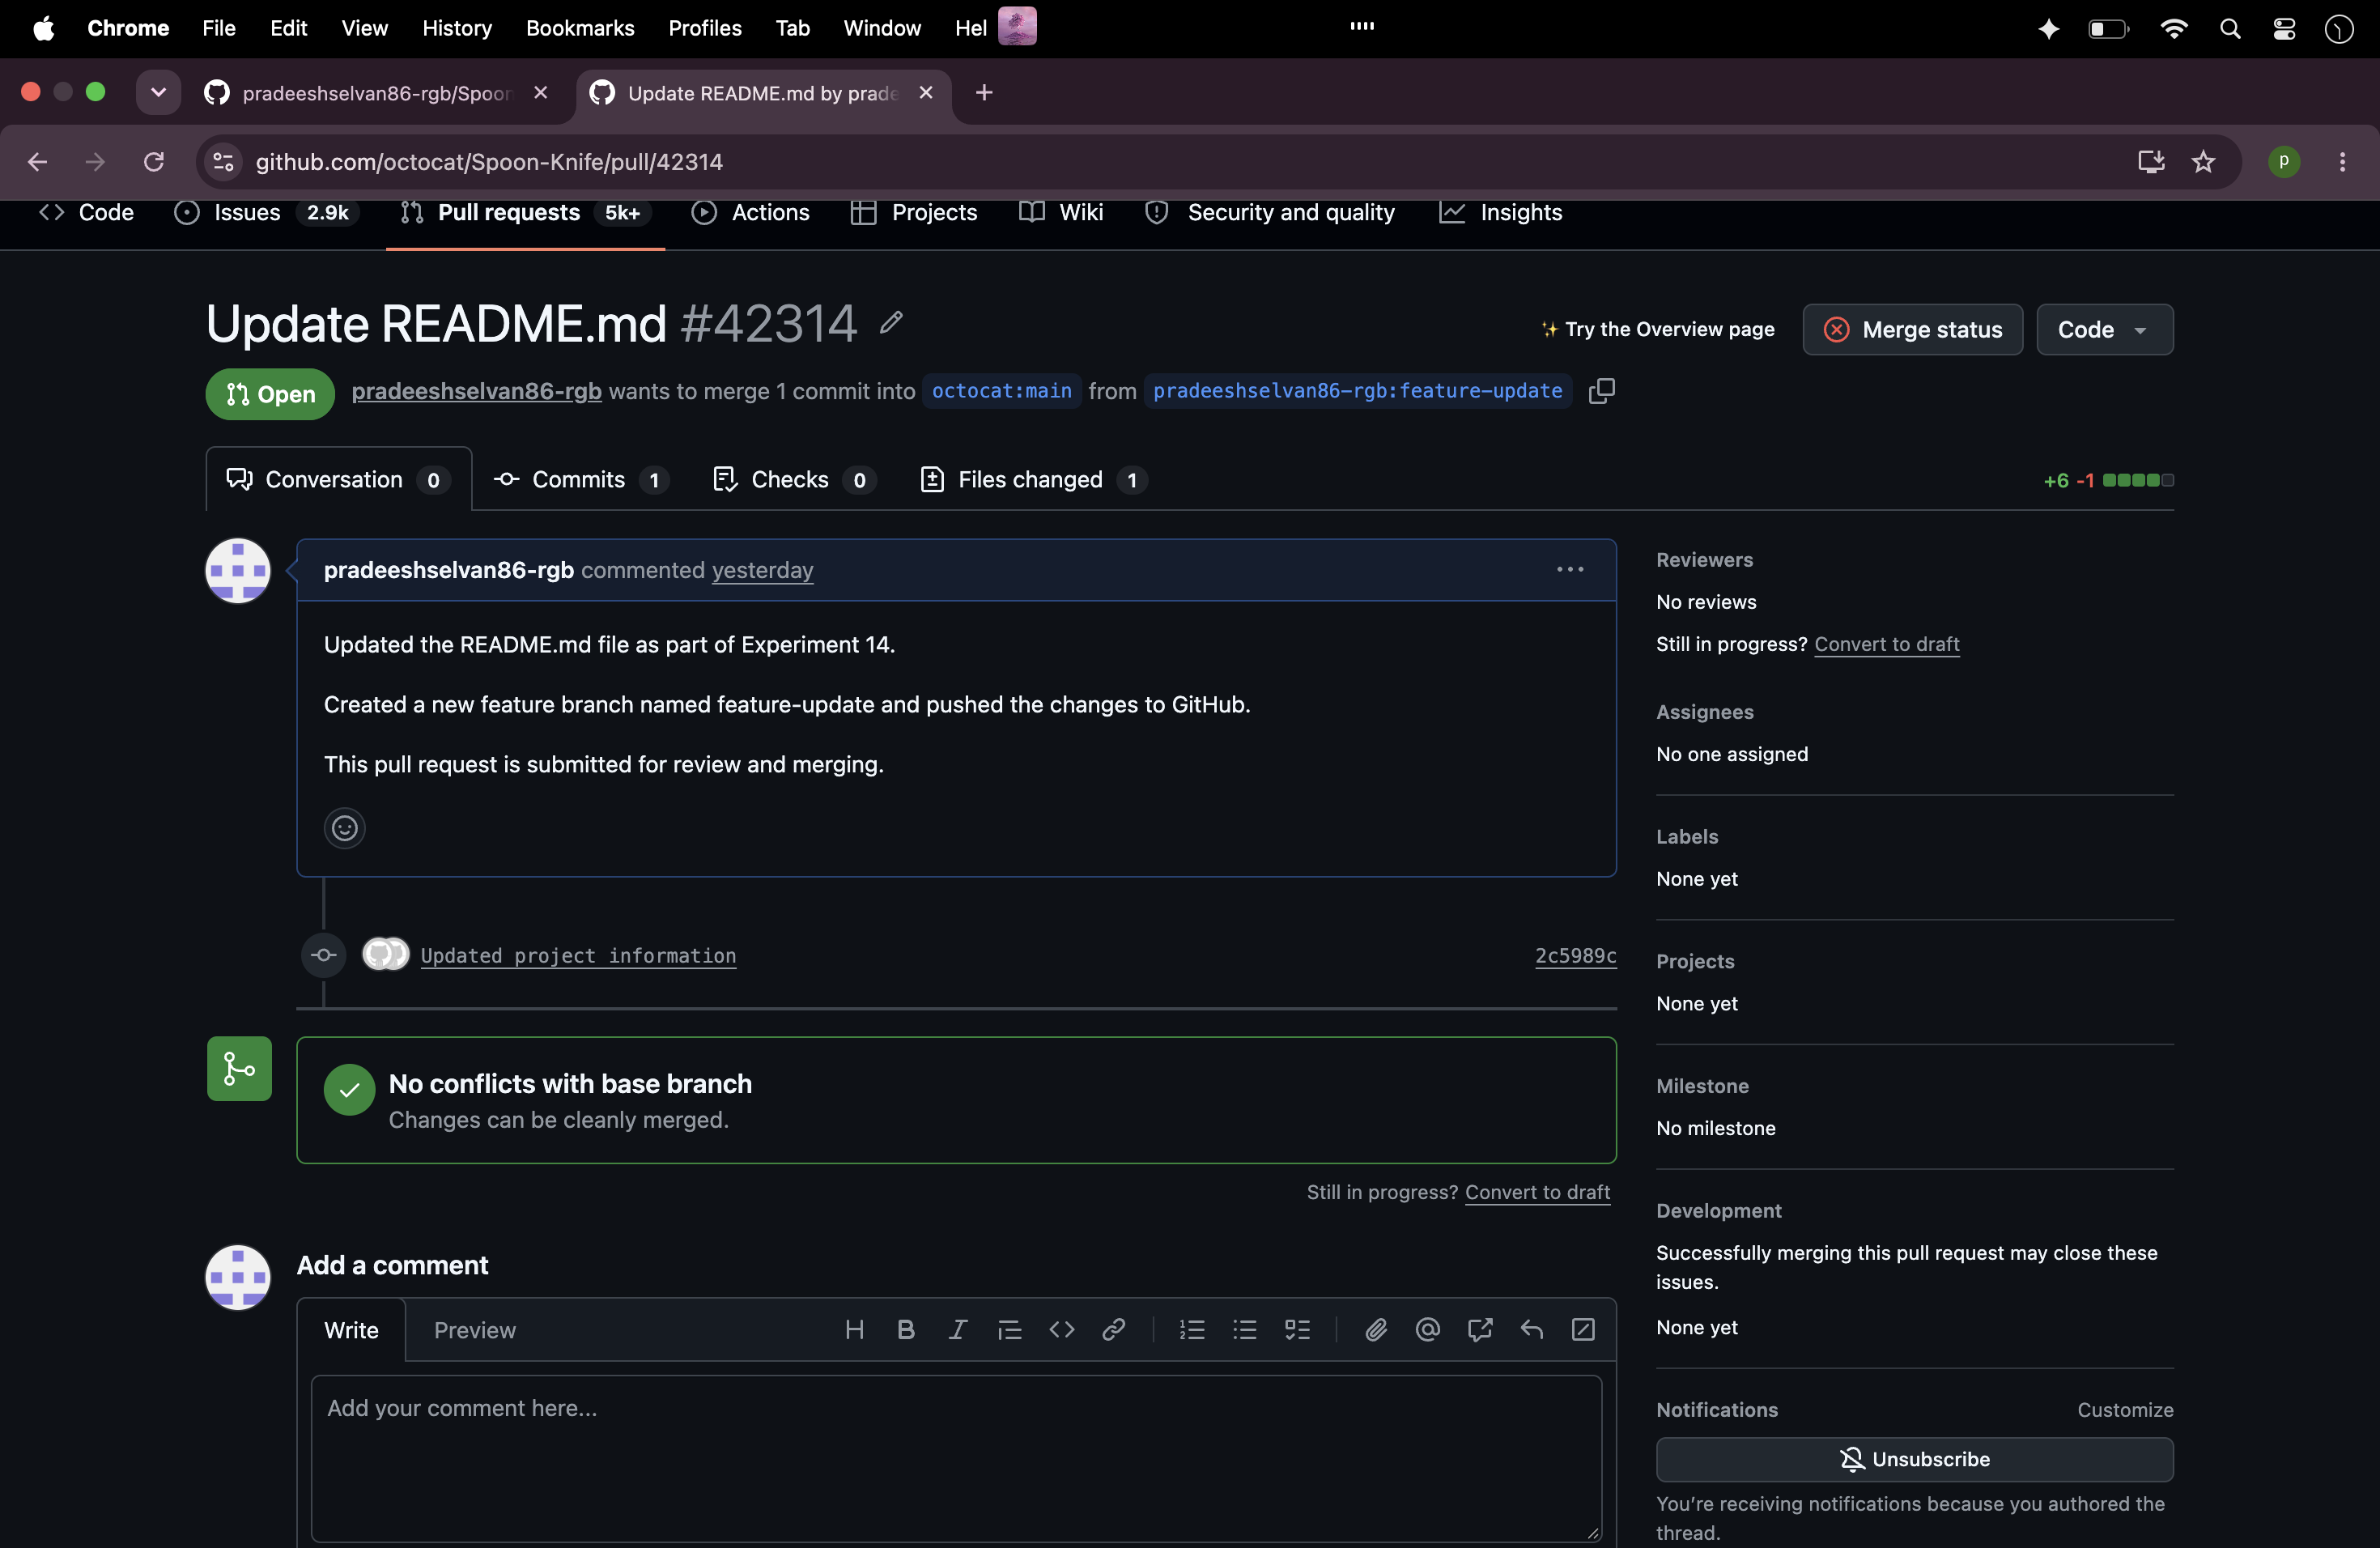 Chrome File Edit View History Bookmarks Profiles Tab Window Hel
pradeeshselvan86-rgb/Spoon
Update README.md by prade
github.com/octocat/Spoon-Knife/pull/42314
p
Code Issues 2.9k Pull requests 5k+ Actions Projects Wiki Security and quality Insights
Update README.md #42314
✨ Try the Overview page
Merge status
Code
Open
pradeeshselvan86-rgb wants to merge 1 commit into octocat:main from pradeeshselvan86-rgb:feature-update
Conversation 0 Commits 1 Checks 0 Files changed 1
+6 -1
pradeeshselvan86-rgb commented yesterday
Updated the README.md file as part of Experiment 14.
Created a new feature branch named feature-update and pushed the changes to GitHub.
This pull request is submitted for review and merging.
Updated project information
2c5989c
No conflicts with base branch
Changes can be cleanly merged.
Still in progress? Convert to draft
Add a comment
Write Preview
Add your comment here...
Reviewers
No reviews
Still in progress? Convert to draft
Assignees
No one assigned
Labels
None yet
Projects
None yet
Milestone
No milestone
Development
Successfully merging this pull request may close these
issues.
None yet
Notifications
Customize
Unsubscribe
You're receiving notifications because you authored the
thread.